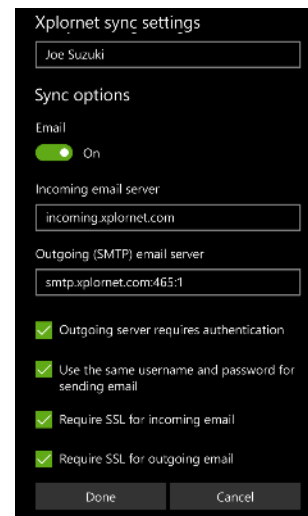 Xplornet sync settings
Joe Suzuki
Sync options
Email
On
Incoming email server
incoming.xplornet.com
Outgoing (SMTP) email server
smtp.xplornet.com:465:1
Outgoing server requires authentication
Use the same username and password for
sending email
Require SSL for incoming email
Require SSL for outgoing email
Done
Cancel